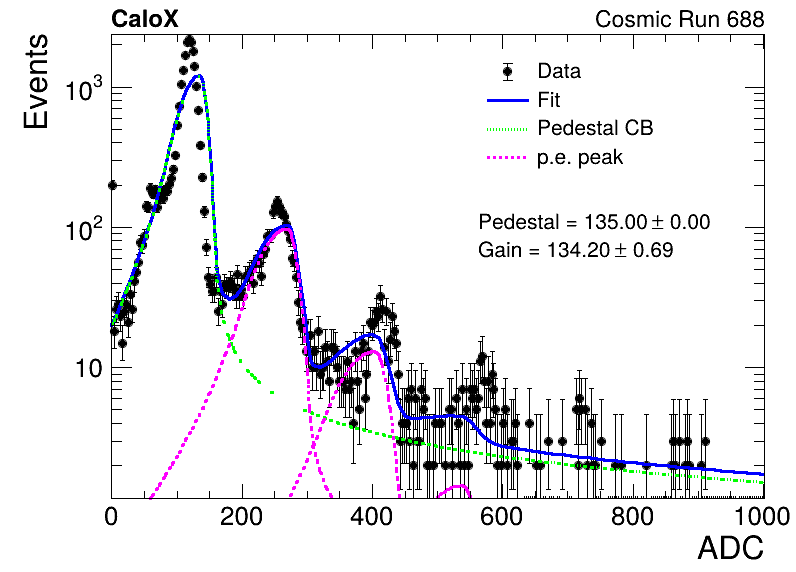 CaloX Cosmic Run 688
Events
Data
Fit
Pedestal CB
p.e. peak
Pedestal = 135.00 ± 0.00
Gain = 134.20 ± 0.69
10³
10²
10
0 200 400 600 800 1000
ADC